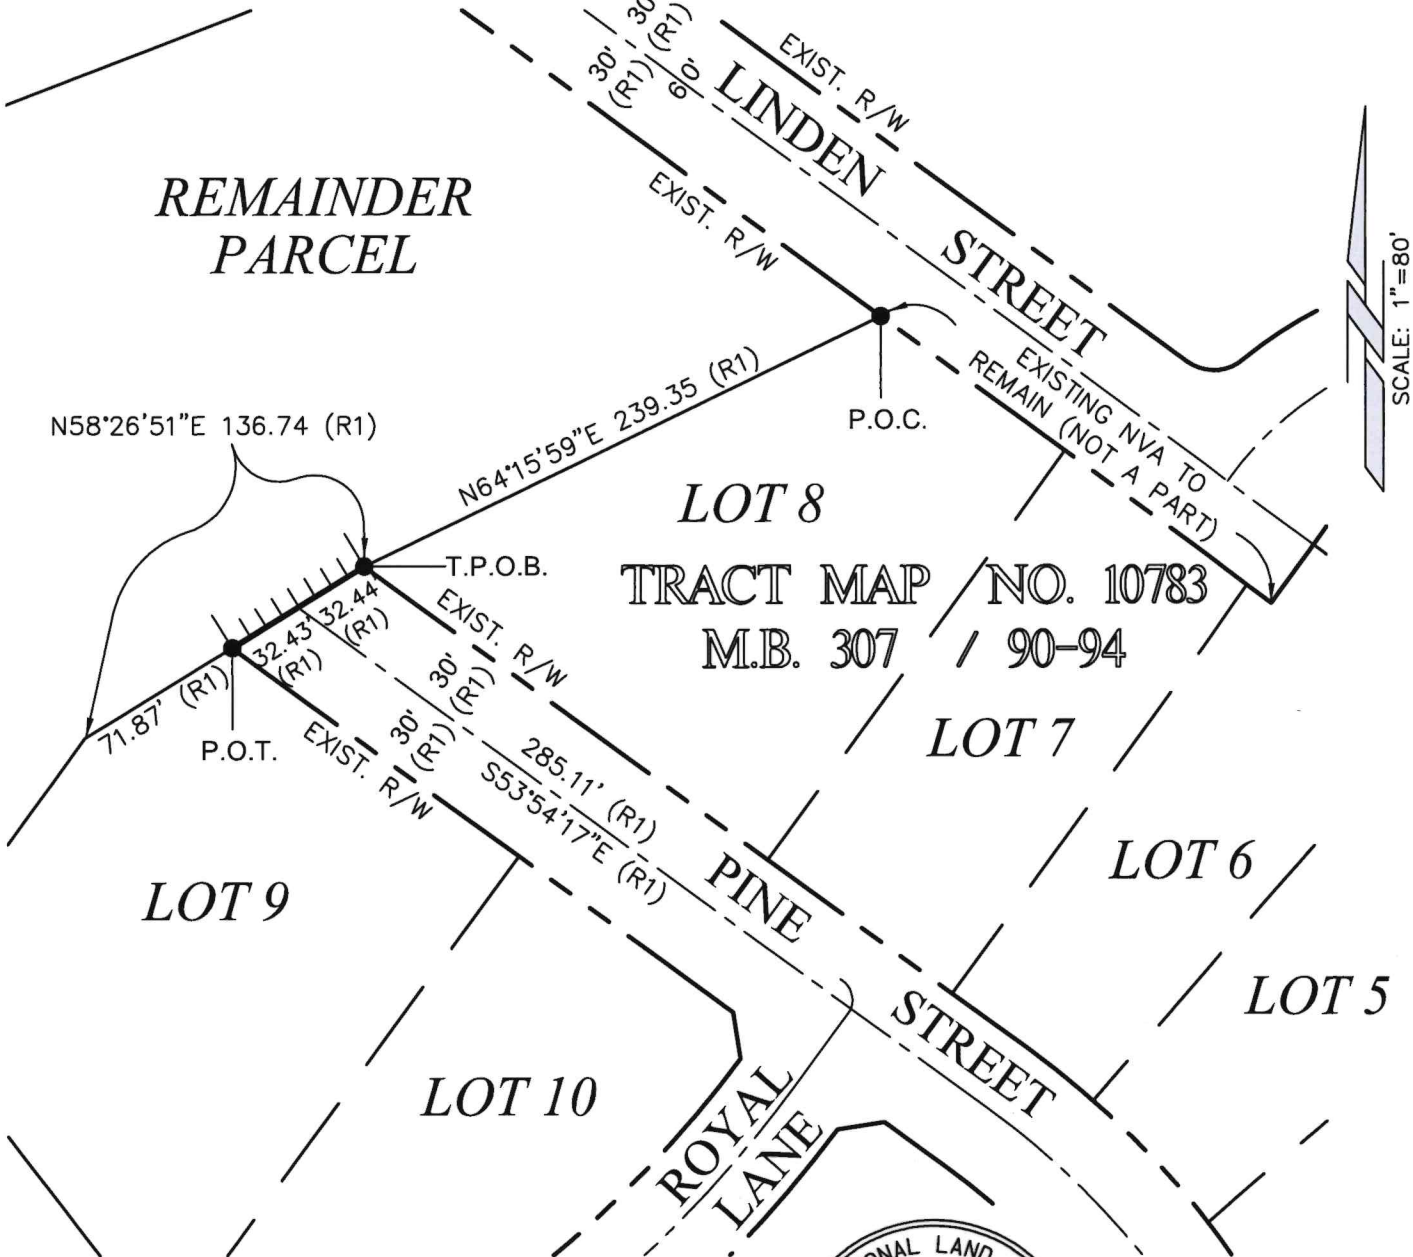 30'
(R1)
30'
(R1)
60'
EXIST. R/W
LINDEN
STREET
EXIST. R/W
REMAINDER
PARCEL
SCALE: 1"=80'
EXISTING NVA TO
REMAIN (NOT A PART)
P.O.C.
N64°15'59"E 239.35 (R1)
N58°26'51"E 136.74 (R1)
LOT 8
T.P.O.B.
TRACT MAP NO. 10783
M.B. 307 / 90-94
32.43'
(R1)
32.44
(R1)
71.87' (R1)
P.O.T.
EXIST. R/W
EXIST. R/W
30'
(R1)
30'
(R1)
285.11' (R1)
S53°54'17"E (R1)
LOT 7
PINE
STREET
LOT 6
LOT 5
LOT 9
LOT 10
ROYAL
LANE
ONAL LAND